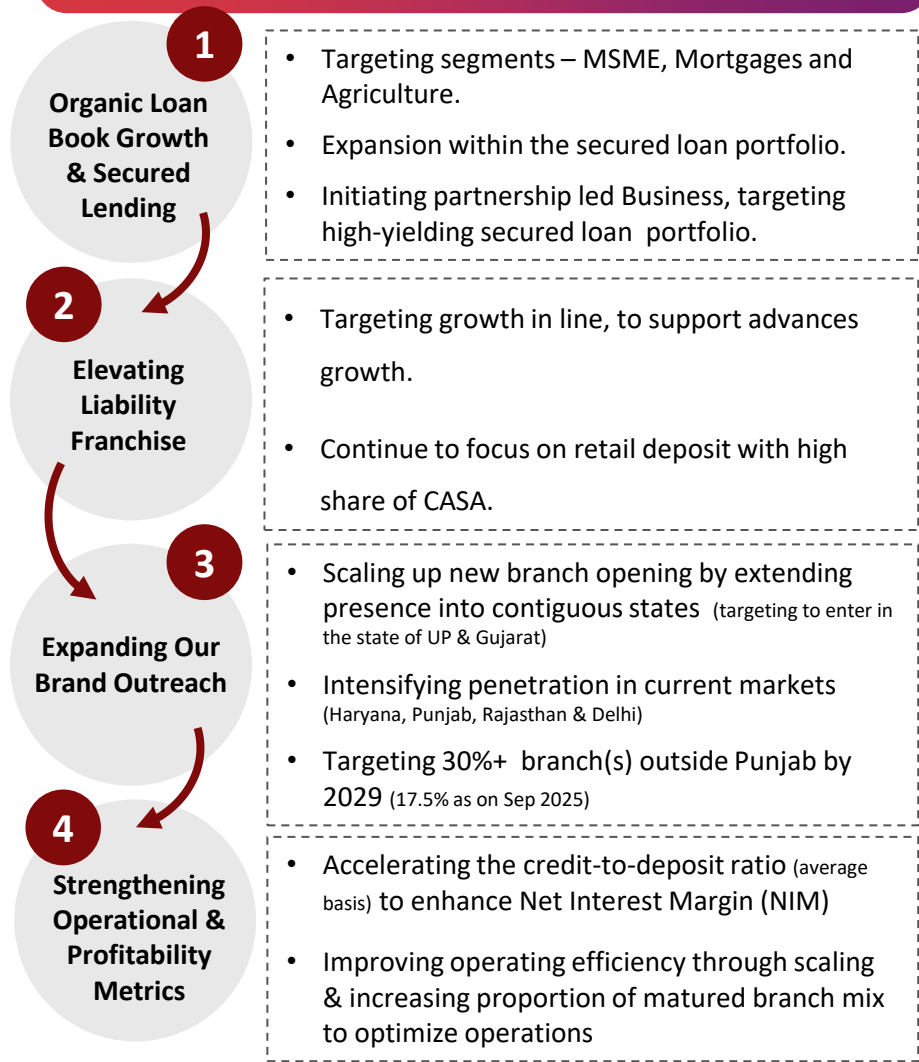 1
Organic Loan
Book Growth
& Secured
Lending
• Targeting segments – MSME, Mortgages and
Agriculture.
• Expansion within the secured loan portfolio.
• Initiating partnership led Business, targeting
high-yielding secured loan portfolio.
2
Elevating
Liability
Franchise
• Targeting growth in line, to support advances
growth.
• Continue to focus on retail deposit with high
share of CASA.
3
Expanding Our
Brand Outreach
• Scaling up new branch opening by extending
presence into contiguous states (targeting to enter in
the state of UP & Gujarat)
• Intensifying penetration in current markets
(Haryana, Punjab, Rajasthan & Delhi)
• Targeting 30%+ branch(s) outside Punjab by
2029 (17.5% as on Sep 2025)
4
Strengthening
Operational &
Profitability
Metrics
• Accelerating the credit-to-deposit ratio (average
basis) to enhance Net Interest Margin (NIM)
• Improving operating efficiency through scaling
& increasing proportion of matured branch mix
to optimize operations